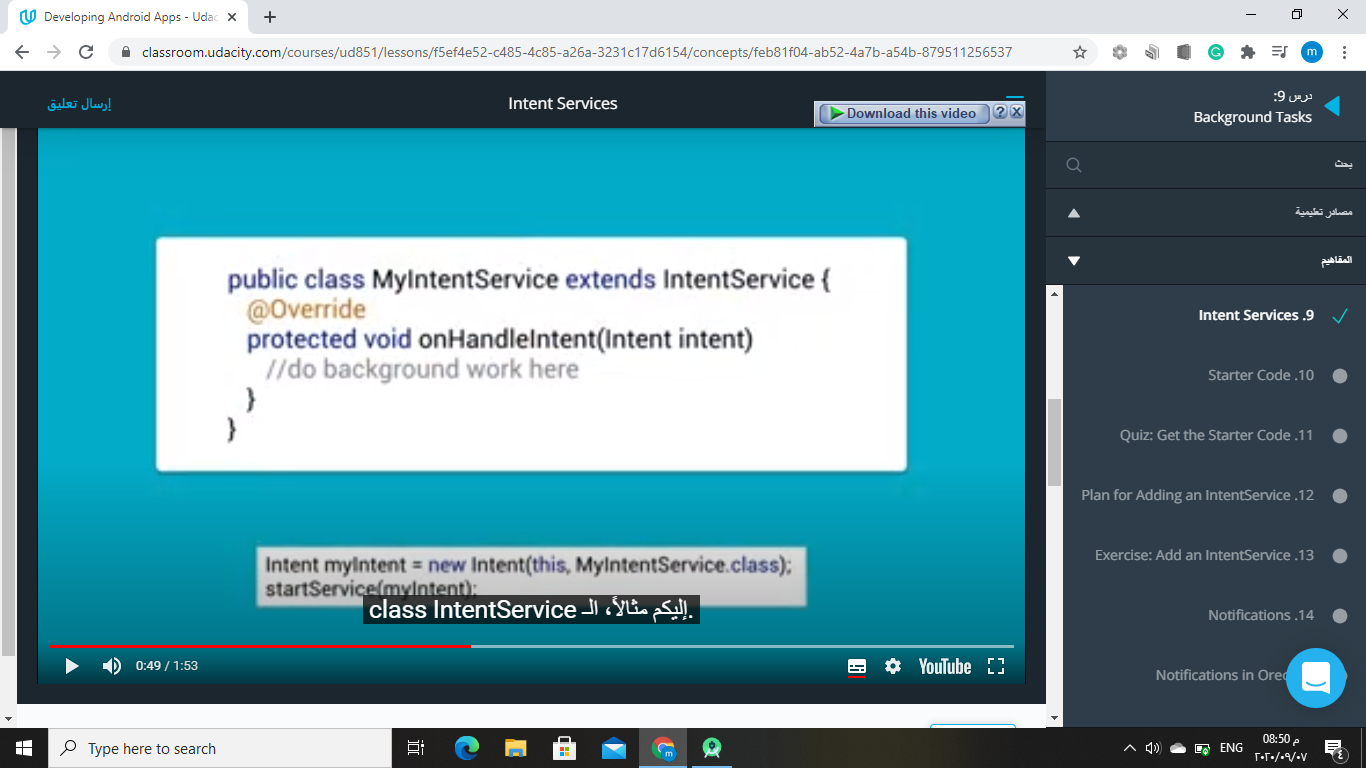 Developing Android Apps - Udac
classroom.udacity.com/courses/ud851/lessons/f5ef4e52-c485-4c85-a26a-3231c17d6154/concepts/feb81f04-ab52-4a7b-a54b-879511256537
m
إرسال تعليق
Intent Services
Download this video
درس 9:
Background Tasks
بحث
مصادر تعليمية
المفاهيم
public class MyIntentService extends IntentService {
@Override
protected void onHandleIntent(Intent intent)
//do background work here
}
}
Intent myIntent = new Intent(this, MyIntentService.class);
startService(myIntent);
إليكم مثالاً، الـ class IntentService.
0:49 / 1:53
YouTube
9. Intent Services
10. Starter Code
11. Quiz: Get the Starter Code
12. Plan for Adding an IntentService
13. Exercise: Add an IntentService
14. Notifications
Notifications in Oreo
Type here to search
ENG
08:50 م
٢٠٢٠/٠٩/٠٧
٤